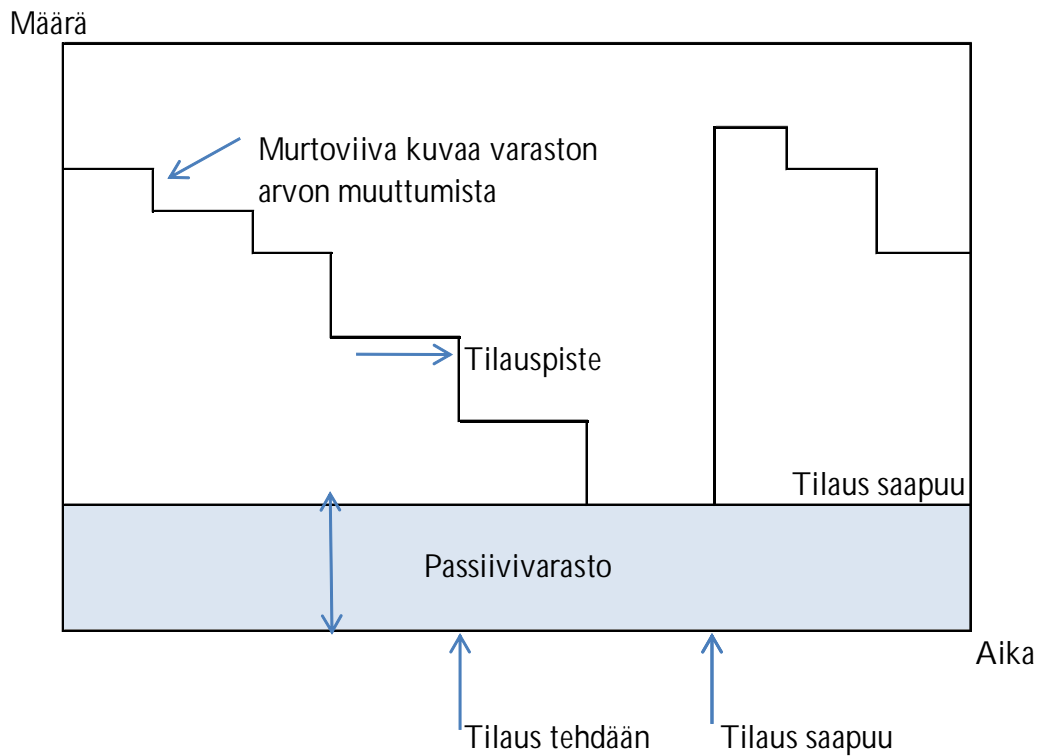 Määrä
Murtoviiva kuvaa varaston
arvon muuttumista
Tilauspiste
Tilaus saapuu
Passiivivarasto
Aika
Tilaus tehdään
Tilaus saapuu